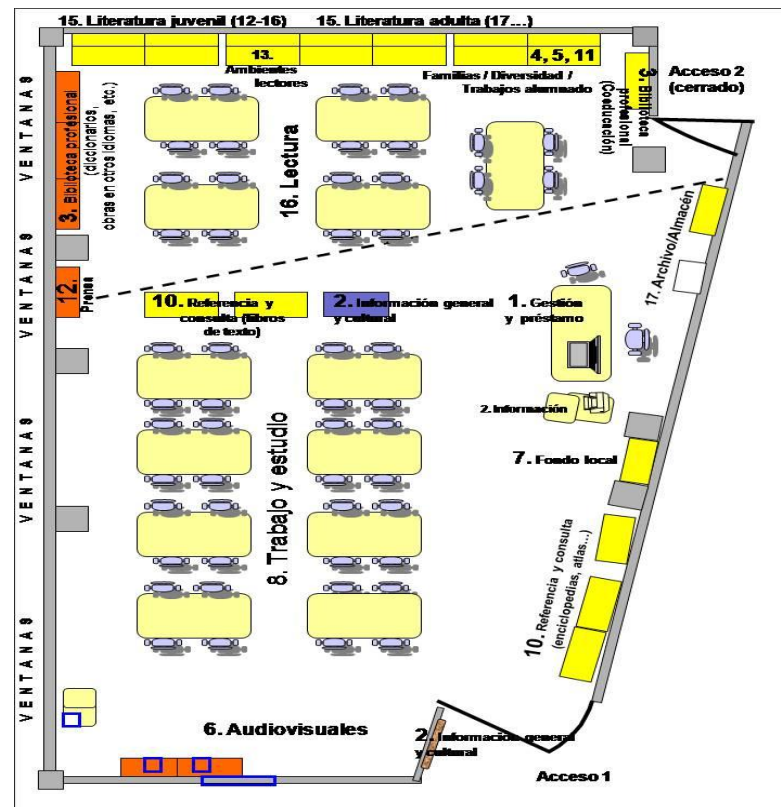 15. Literatura juvenil (12-16)
15. Literatura adulta (17...)
13.
Ambientes
lectores
4, 5, 11
Familias / Diversidad /
Trabajos alumnado
3. Biblioteca
profesional
(Coeducación)
Acceso 2
(cerrado)
VENTANAS
3. Biblioteca profesional
(diccionarios,
obras en otros idiomas, etc.)
16. Lectura
17. Archivo/Almacén
VENTANAS
12.
Prensa
10. Referencia y
consulta (libros
de texto)
2. Información general
y cultural
1. Gestión
y préstamo
2. Información
VENTANAS
8. Trabajo y estudio
7. Fondo local
10. Referencia y consulta
(enciclopedias, atlas...)
VENTANAS
6. Audiovisuales
2. Información general
y cultural
Acceso 1